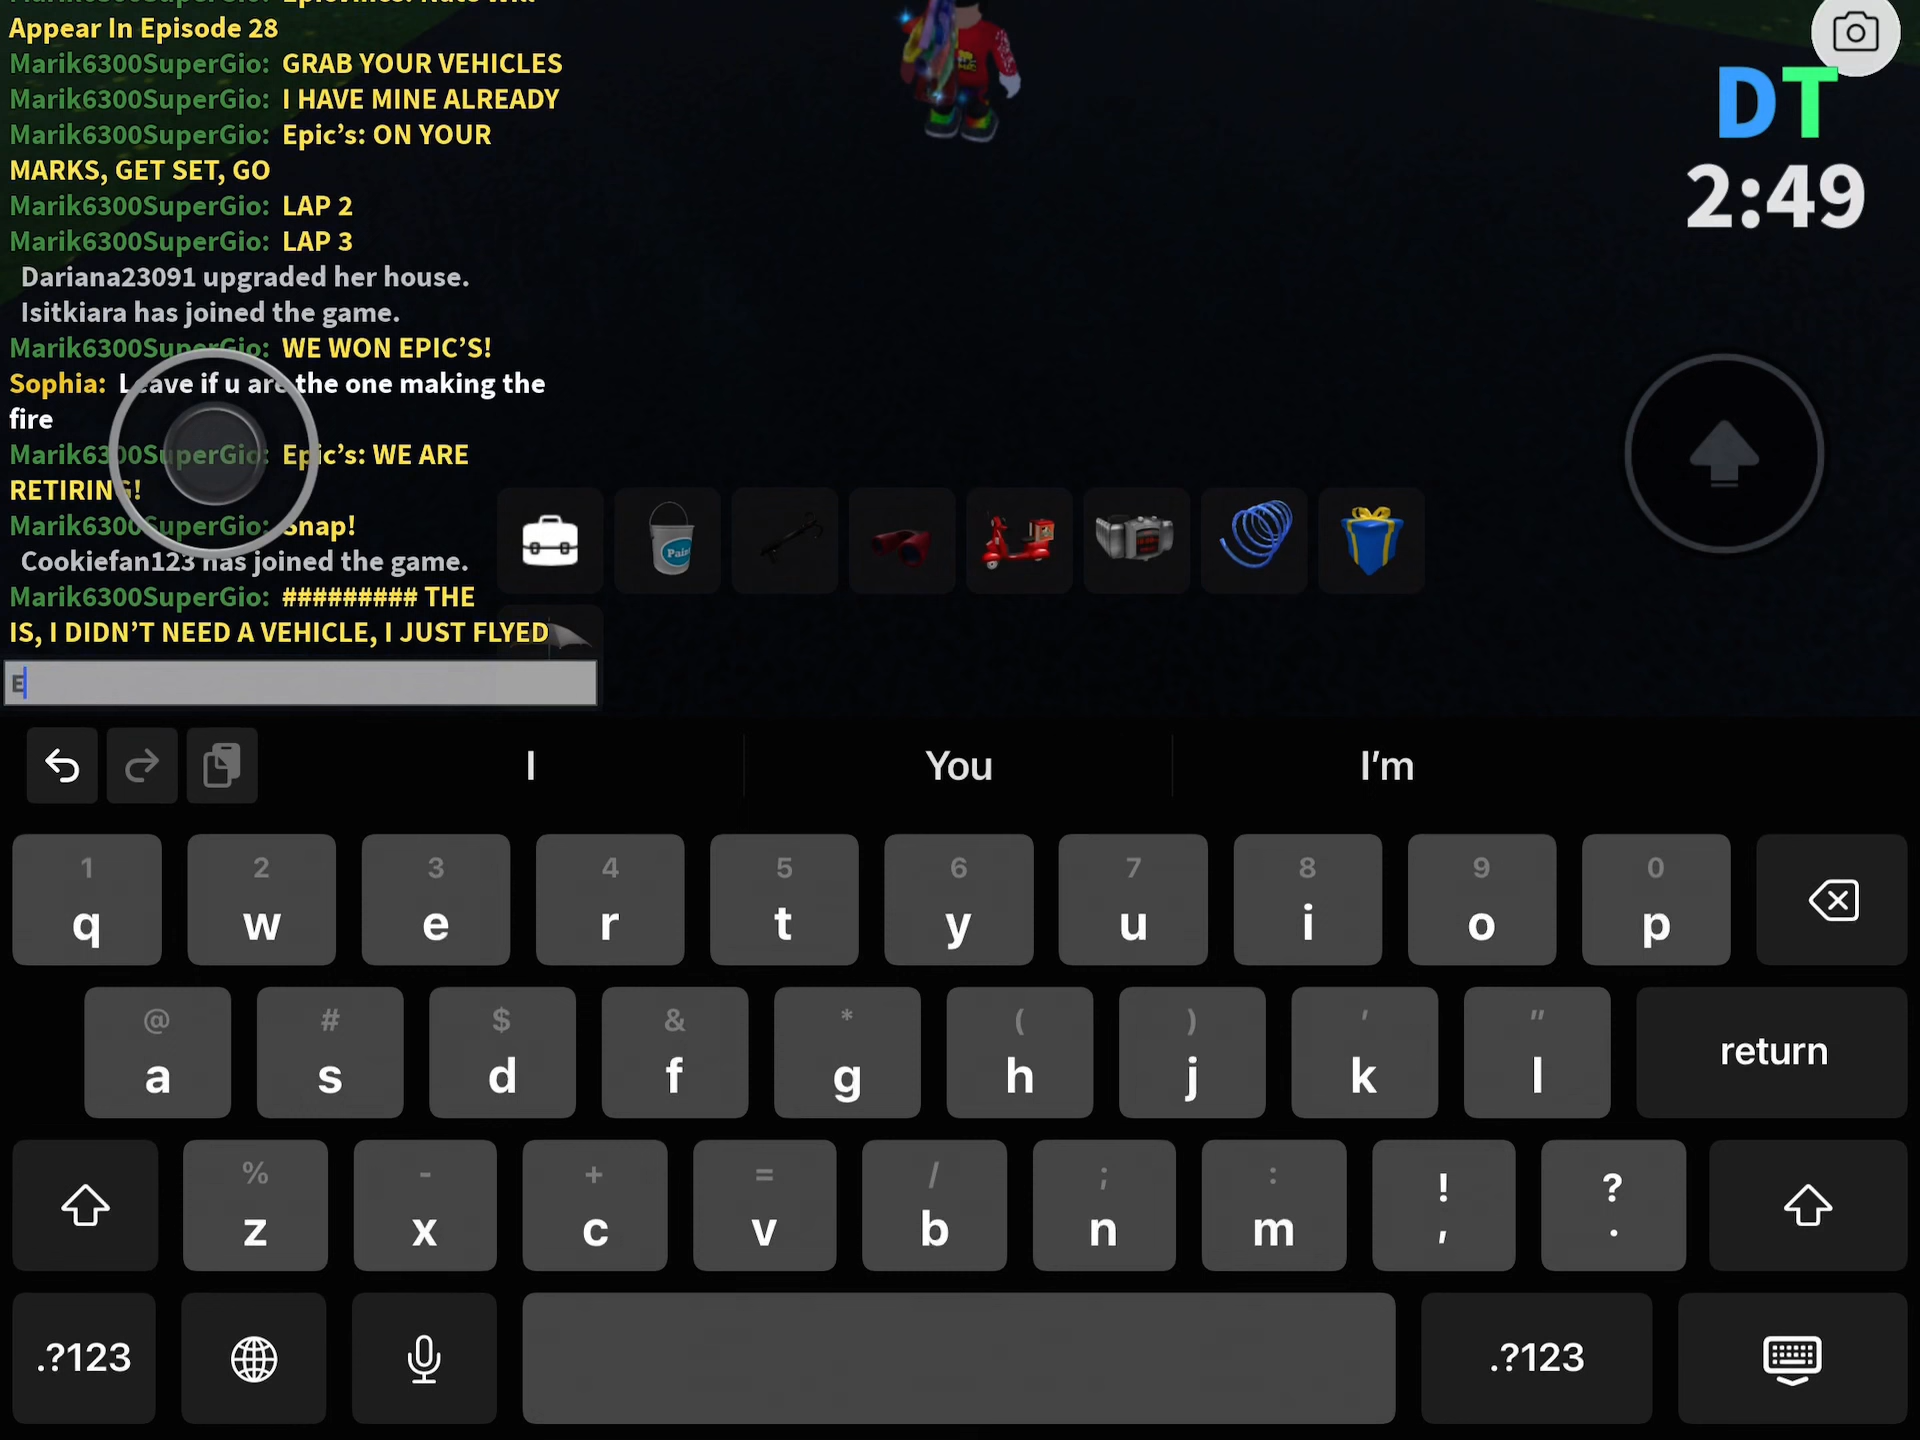 Appear In Episode 28
Marik6300SuperGio: GRAB YOUR VEHICLES
Marik6300SuperGio: I HAVE MINE ALREADY
Marik6300SuperGio: Epic’s: ON YOUR
MARKS, GET SET, GO
Marik6300SuperGio: LAP 2
Marik6300SuperGio: LAP 3
Dariana23091 upgraded her house.
Isitkiara has joined the game.
Marik6300SuperGio: WE WON EPIC’S!
Sophia: Leave if u are the one making the
fire
Marik6300SuperGio: Epic’s: WE ARE
RETIRING!
Marik6300SuperGio: Snap!
Cookiefan123 has joined the game.
Marik6300SuperGio: ######### THE
IS, I DIDN’T NEED A VEHICLE, I JUST FLYED
E
DT
2:49
Paint
I You I’m
1 2 3 4 5 6 7 8 9 0
q w e r t y u i o p
@ # $ & * ( ) ' "
a s d f g h j k l return
% - + = / ; : ! ?
z x c v b n m , .
.?123 .?123